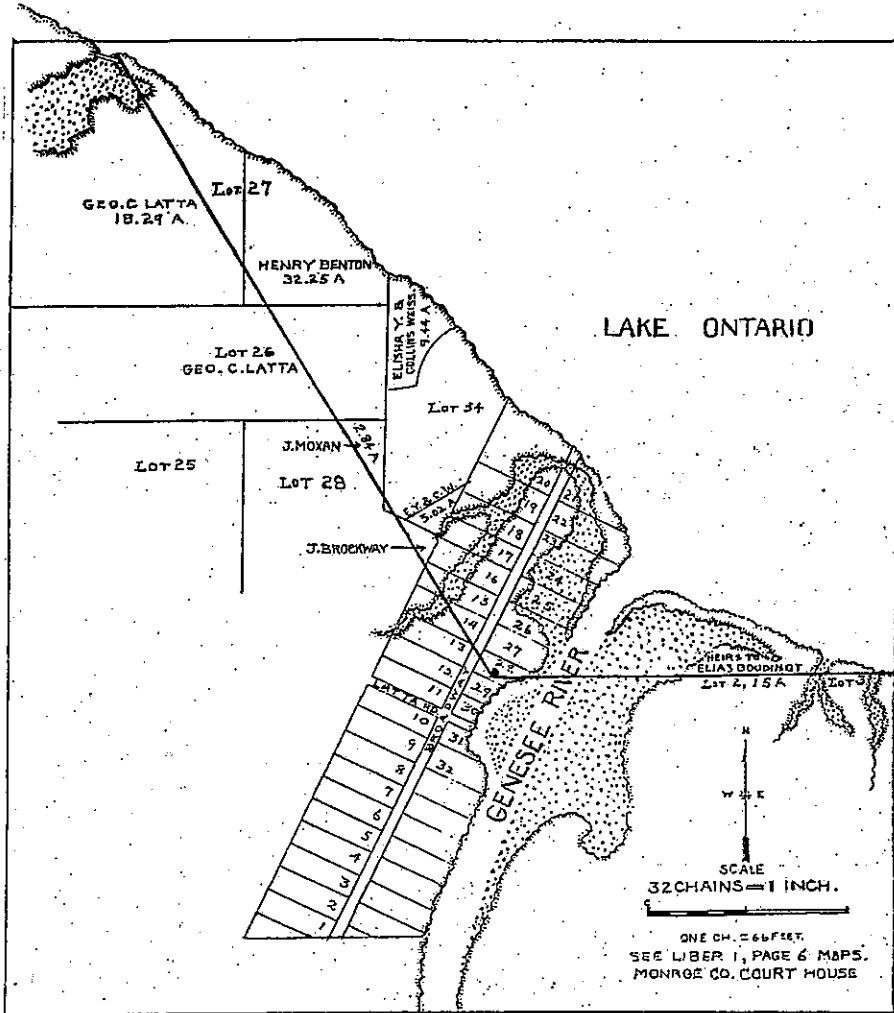 LOT 27
GEO. C LATTA
18.29 A.
HENRY BENTON
32.25 A
ELISHA Y. &
COLLINS WEISS.
9.44 A
LAKE ONTARIO
LOT 26
GEO. C. LATTA
LOT 34
J. MOXAN
2.84 A
LOT 25
LOT 28
E.Y. & C.W.
5.02 A
J. BROCKWAY
20
19
18
17
16
15
14
13
12
11
21
22
23
24
25
26
27
28
29
30
31
32
LATTA RD.
BROADWAY
10
9
8
7
6
5
4
3
2
1
GENESEE RIVER
HEIRS TO
ELIAS BOUDINOT
LOT 2, 15 A
LOT 3
N
W E
SCALE
32 CHAINS = 1 INCH.
ONE CH. = 66 FEET.
SEE LIBER 1, PAGE 6 MAPS.
MONROE CO. COURT HOUSE